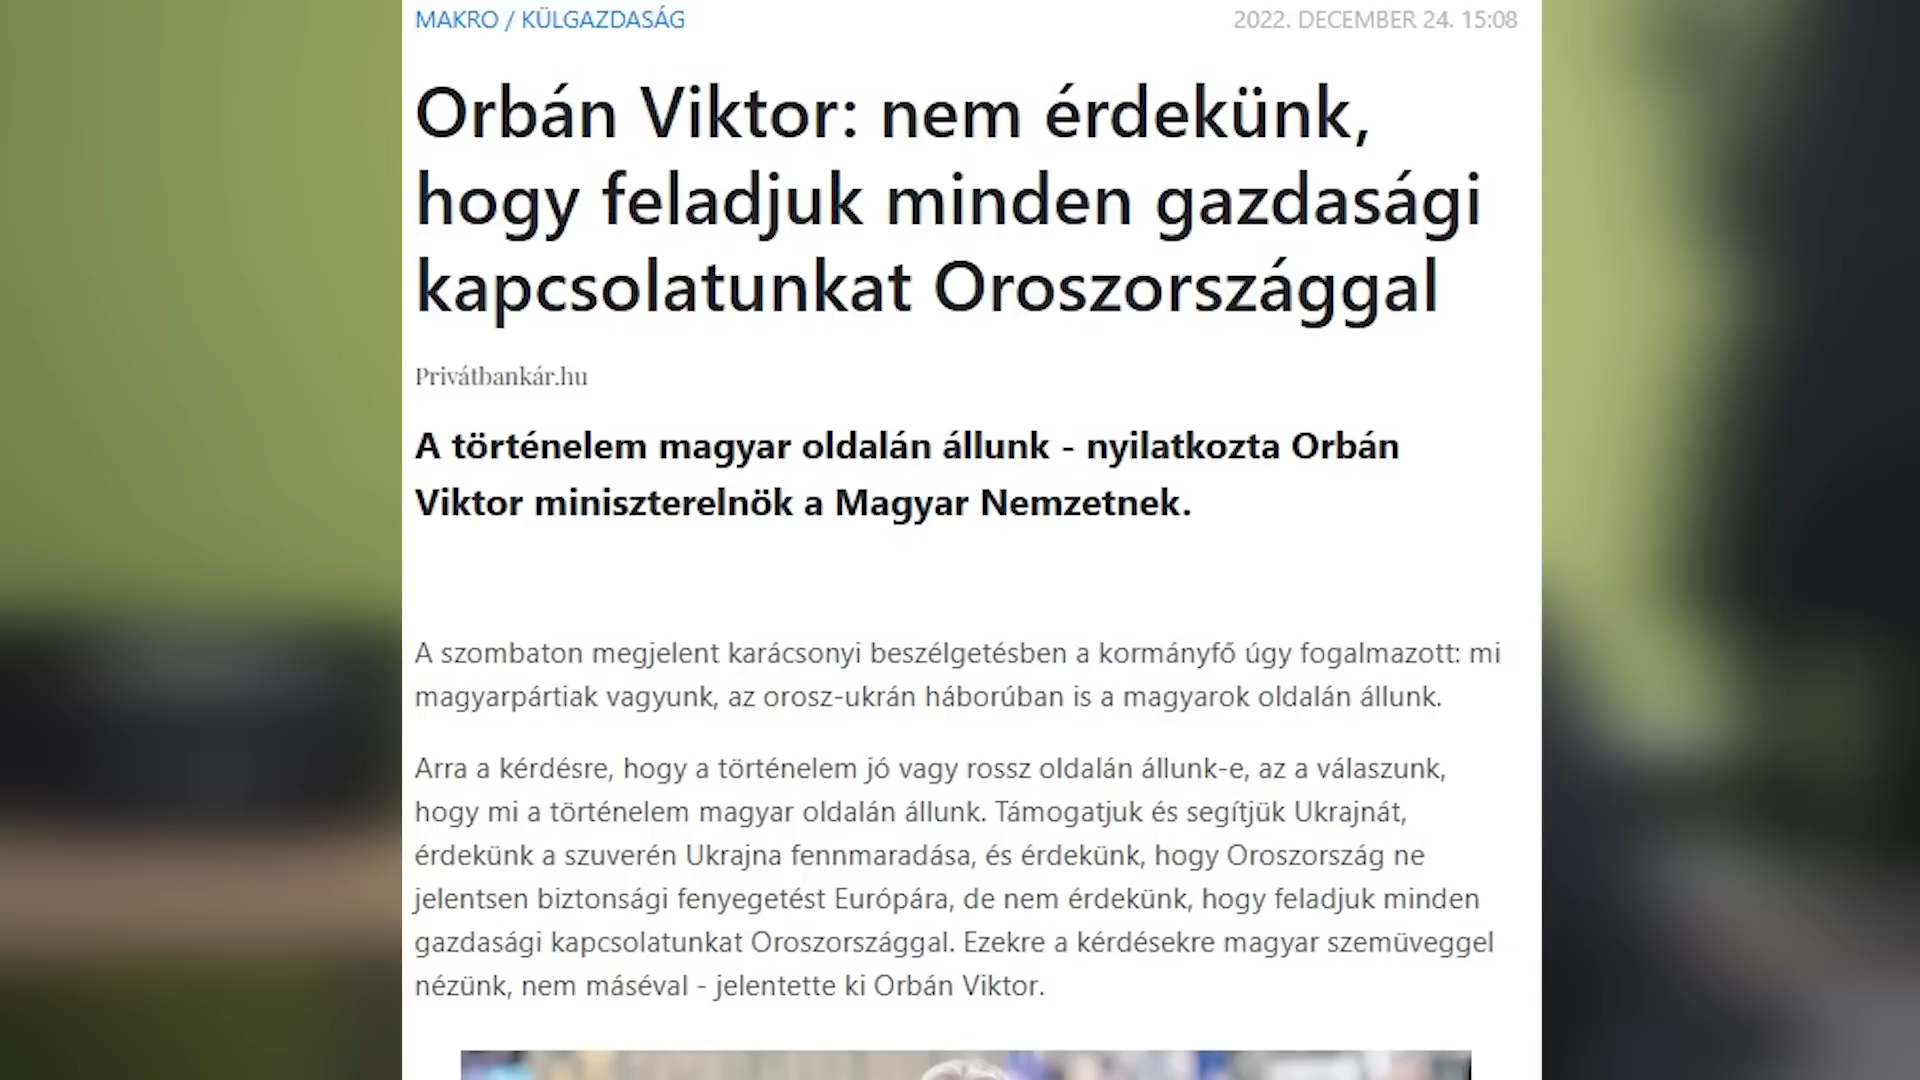 MAKRO / KÜLGAZDASÁG
2022. DECEMBER 24. 15:08
Orbán Viktor: nem érdekünk,
hogy feladjuk minden gazdasági
kapcsolatunkat Oroszországgal
Privátbankár.hu
A történelem magyar oldalán állunk - nyilatkozta Orbán
Viktor miniszterelnök a Magyar Nemzetnek.
A szombaton megjelent karácsonyi beszélgetésben a kormányfő úgy fogalmazott: mi
magyarpártiak vagyunk, az orosz-ukrán háborúban is a magyarok oldalán állunk.
Arra a kérdésre, hogy a történelem jó vagy rossz oldalán állunk-e, az a válaszunk,
hogy mi a történelem magyar oldalán állunk. Támogatjuk és segítjük Ukrajnát,
érdekünk a szuverén Ukrajna fennmaradása, és érdekünk, hogy Oroszország ne
jelentsen biztonsági fenyegetést Európára, de nem érdekünk, hogy feladjuk minden
gazdasági kapcsolatunkat Oroszországgal. Ezekre a kérdésekre magyar szemüveggel
nézünk, nem máséval - jelentette ki Orbán Viktor.